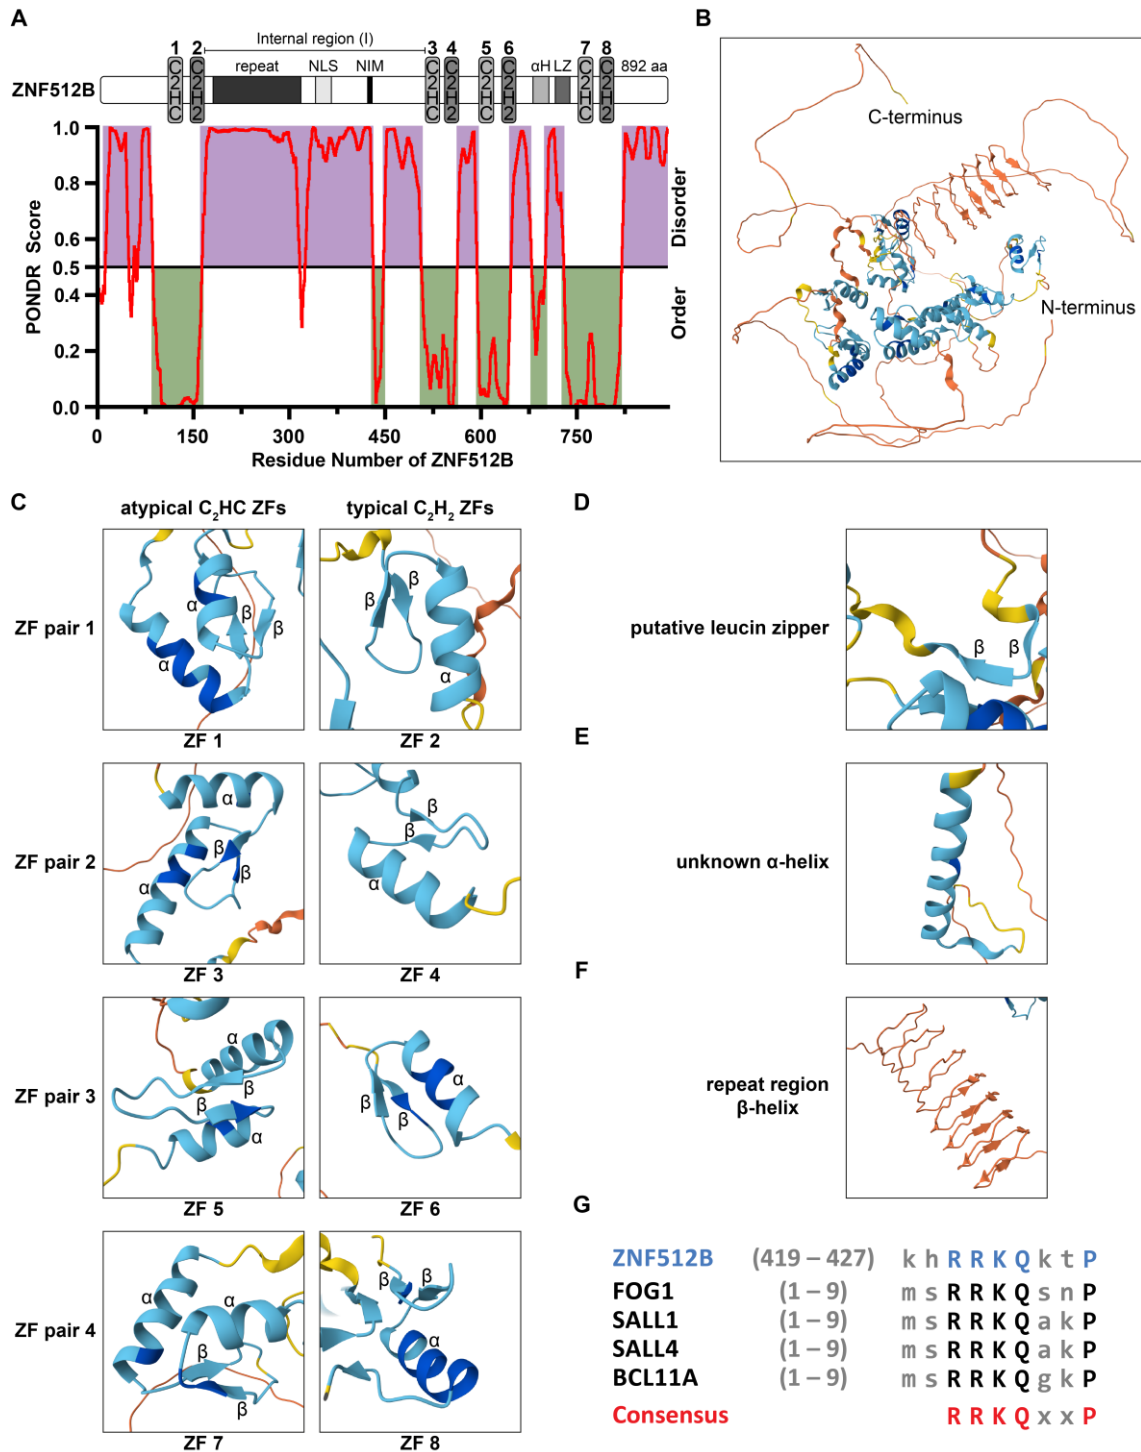 A
B
Internal region (I)
1 2 3 4 5 6 7 8
repeat NLS NIM αH LZ 892 aa
ZNF512B
C2HC C2H2 C2HC C2H2 C2HC C2H2 C2HC C2H2
C-terminus
N-terminus
1.0
0.8
0.6
0.5
0.4
0.2
0.0
PONDR Score
Disorder
Order
0 150 300 450 600 750
Residue Number of ZNF512B
C
atypical C₂HC ZFs typical C₂H₂ ZFs
D
ZF pair 1
α β β α
β β α
ZF 1 ZF 2
putative leucin zipper
β β
E
ZF pair 2
α β β α
β β α
ZF 3 ZF 4
unknown α-helix
F
ZF pair 3
α β β α
β β α
ZF 5 ZF 6
repeat region
β-helix
ZF pair 4
α α β β
β β α
ZF 7 ZF 8
G
ZNF512B (419 – 427) k h R R K Q k t P
FOG1 (1 – 9) m s R R K Q s n P
SALL1 (1 – 9) m s R R K Q a k P
SALL4 (1 – 9) m s R R K Q a k P
BCL11A (1 – 9) m s R R K Q g k P
Consensus R R K Q x x P